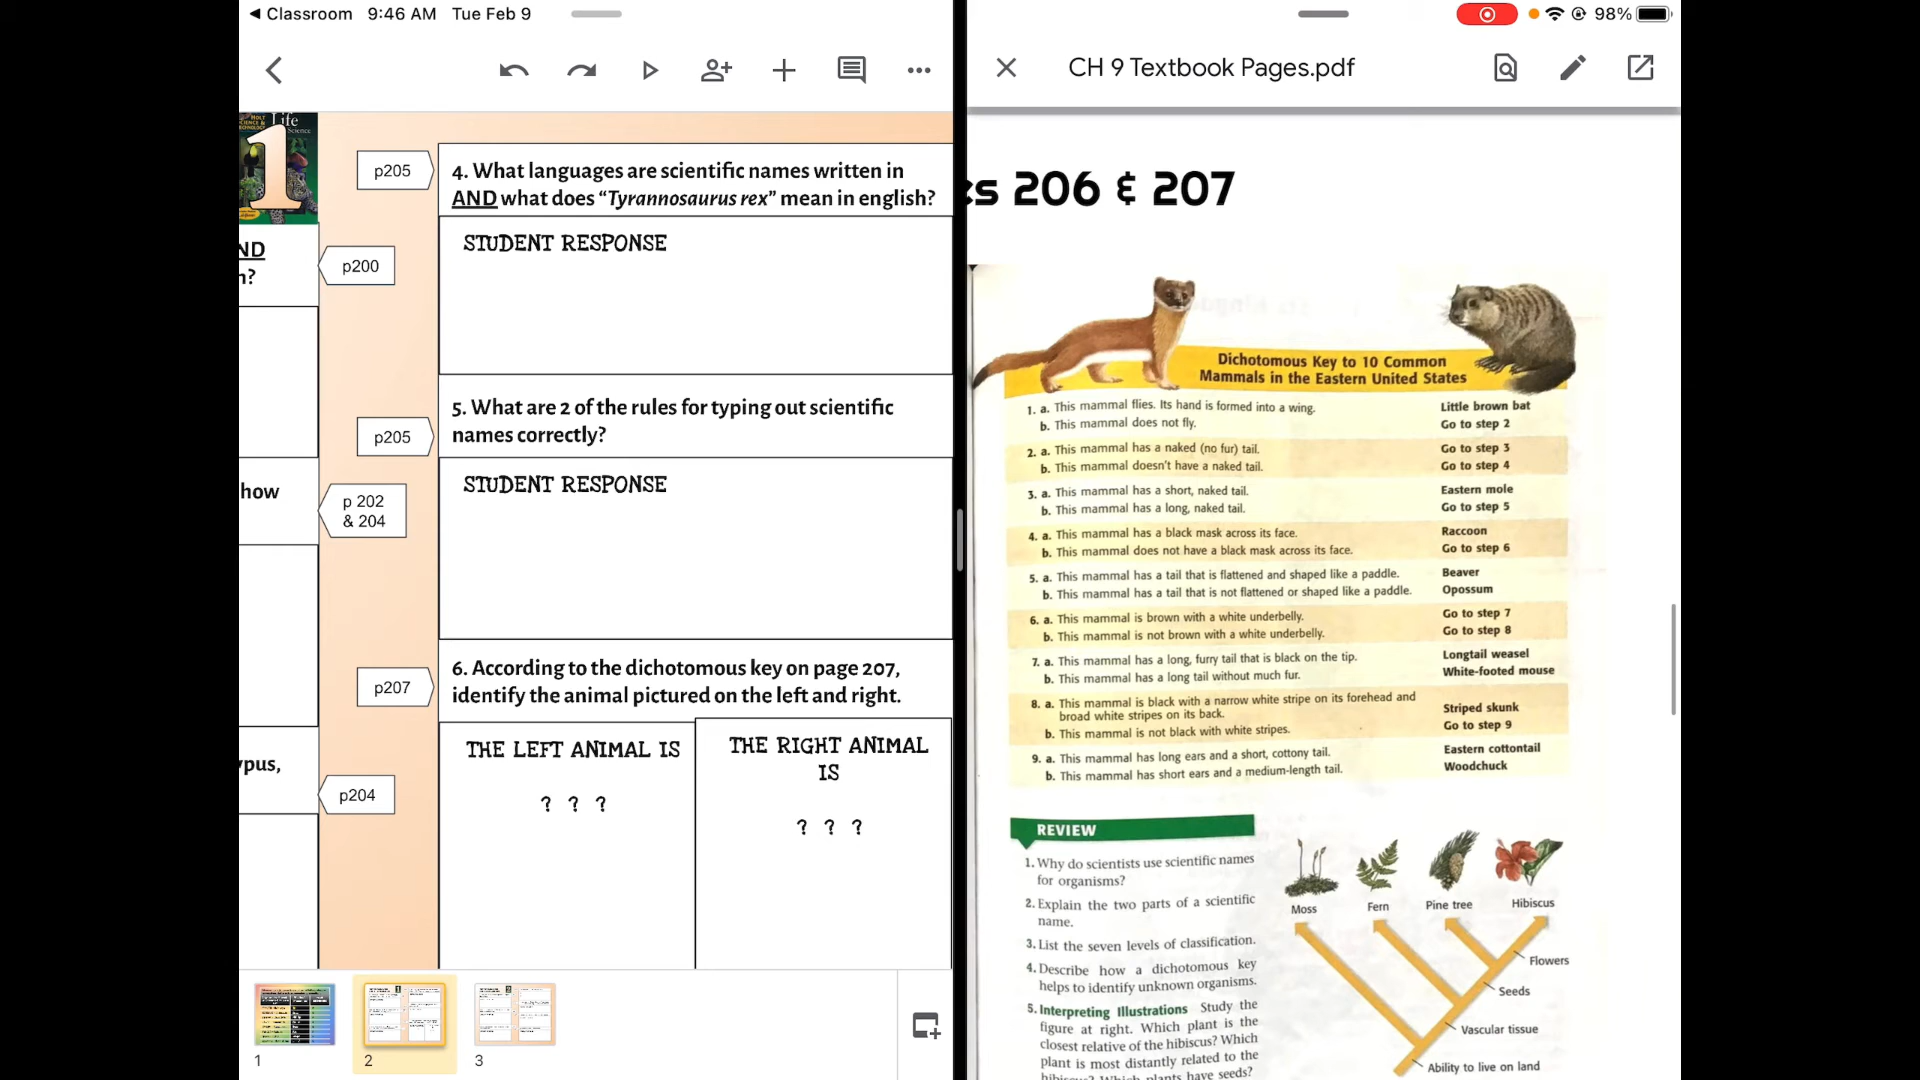 ◀ Classroom 9:46 AM Tue Feb 9
98%
CH 9 Textbook Pages.pdf
HOLT
SCIENCE &
TECHNOLOGY
Life
Science
1
ND
n?
how
ypus,
p200
p 202
& 204
p204
p205
4. What languages are scientific names written in
AND what does “Tyrannosaurus rex” mean in english?
STUDENT RESPONSE
p205
5. What are 2 of the rules for typing out scientific
names correctly?
STUDENT RESPONSE
p207
6. According to the dichotomous key on page 207,
identify the animal pictured on the left and right.
THE LEFT ANIMAL IS
? ? ?
THE RIGHT ANIMAL
IS
? ? ?
1
2
3
es 206 & 207
Dichotomous Key to 10 Common
Mammals in the Eastern United States
1. a. This mammal flies. Its hand is formed into a wing. Little brown bat
b. This mammal does not fly. Go to step 2
2. a. This mammal has a naked (no fur) tail. Go to step 3
b. This mammal doesn't have a naked tail. Go to step 4
3. a. This mammal has a short, naked tail. Eastern mole
b. This mammal has a long, naked tail. Go to step 5
4. a. This mammal has a black mask across its face. Raccoon
b. This mammal does not have a black mask across its face. Go to step 6
5. a. This mammal has a tail that is flattened and shaped like a paddle. Beaver
b. This mammal has a tail that is not flattened or shaped like a paddle. Opossum
6. a. This mammal is brown with a white underbelly. Go to step 7
b. This mammal is not brown with a white underbelly. Go to step 8
7. a. This mammal has a long, furry tail that is black on the tip. Longtail weasel
b. This mammal has a long tail without much fur. White-footed mouse
8. a. This mammal is black with a narrow white stripe on its forehead and
broad white stripes on its back. Striped skunk
b. This mammal is not black with white stripes. Go to step 9
9. a. This mammal has long ears and a short, cottony tail. Eastern cottontail
b. This mammal has short ears and a medium-length tail. Woodchuck
REVIEW
1. Why do scientists use scientific names
for organisms?
2. Explain the two parts of a scientific
name.
3. List the seven levels of classification.
4. Describe how a dichotomous key
helps to identify unknown organisms.
5. Interpreting Illustrations Study the
figure at right. Which plant is the
closest relative of the hibiscus? Which
plant is most distantly related to the
hibiscus? Which plants have seeds?
Moss
Fern
Pine tree
Hibiscus
Flowers
Seeds
Vascular tissue
Ability to live on land